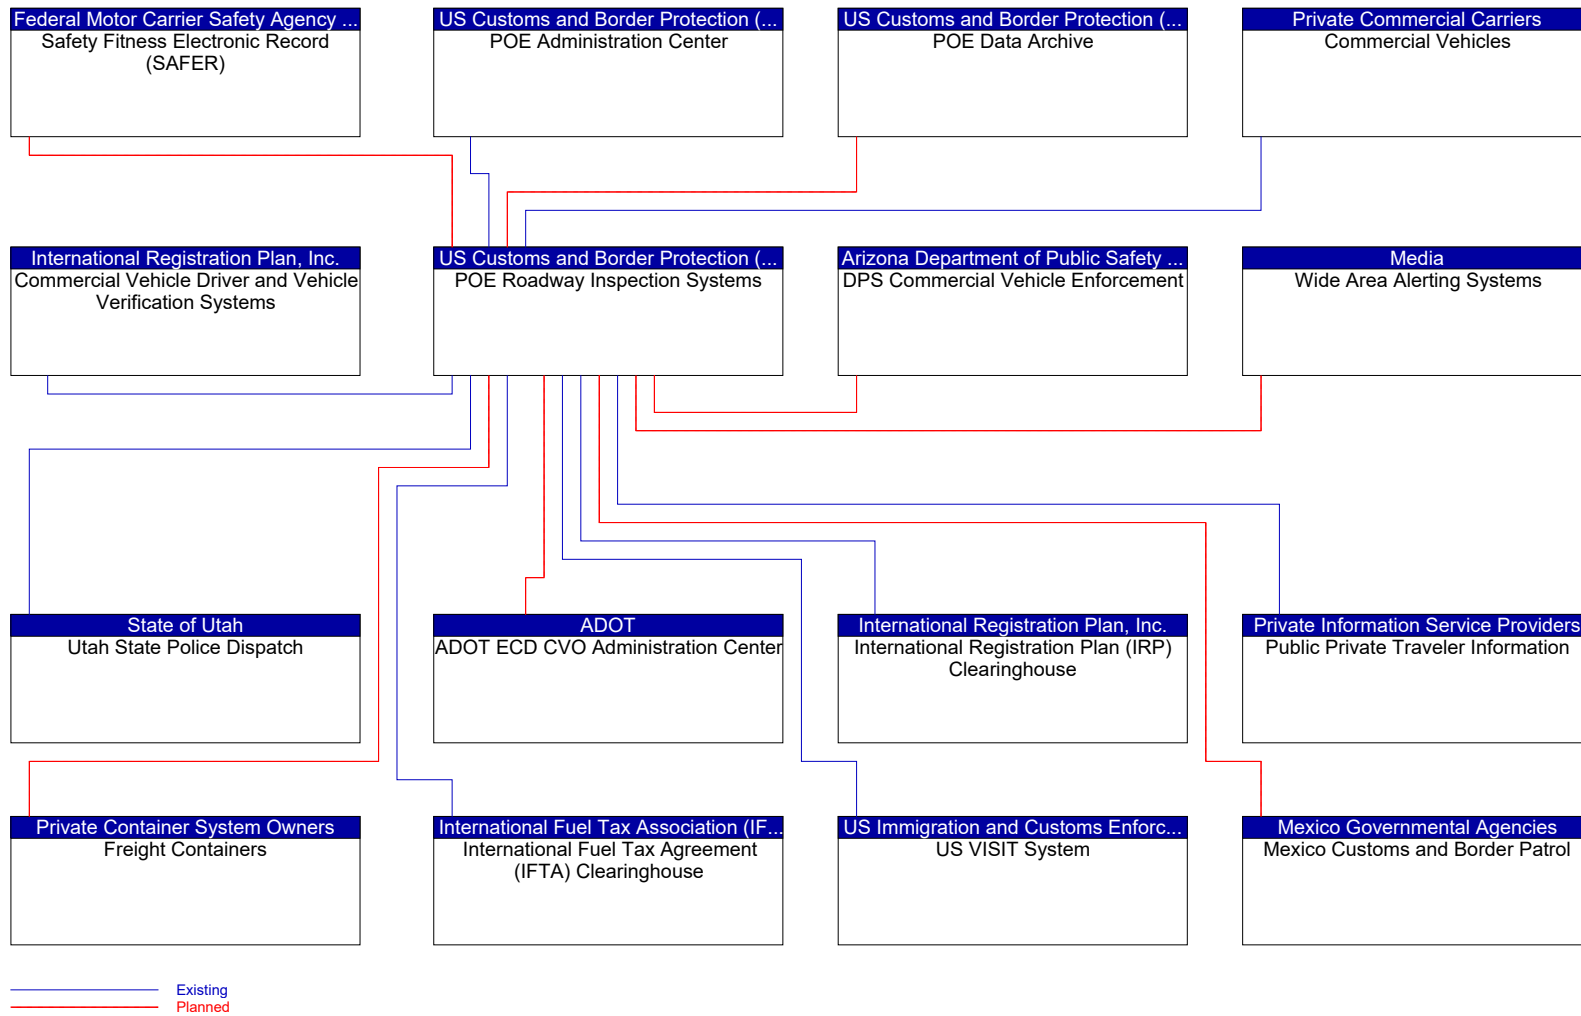 Federal Motor Carrier Safety Agency ...
Safety Fitness Electronic Record
(SAFER)
US Customs and Border Protection (...
POE Administration Center
US Customs and Border Protection (...
POE Data Archive
Private Commercial Carriers
Commercial Vehicles
International Registration Plan, Inc.
Commercial Vehicle Driver and Vehicle
Verification Systems
US Customs and Border Protection (...
POE Roadway Inspection Systems
Arizona Department of Public Safety ...
DPS Commercial Vehicle Enforcement
Media
Wide Area Alerting Systems
State of Utah
Utah State Police Dispatch
ADOT
ADOT ECD CVO Administration Center
International Registration Plan, Inc.
International Registration Plan (IRP)
Clearinghouse
Private Information Service Providers
Public Private Traveler Information
Private Container System Owners
Freight Containers
International Fuel Tax Association (IF...
International Fuel Tax Agreement
(IFTA) Clearinghouse
US Immigration and Customs Enforc...
US VISIT System
Mexico Governmental Agencies
Mexico Customs and Border Patrol
Existing
Planned